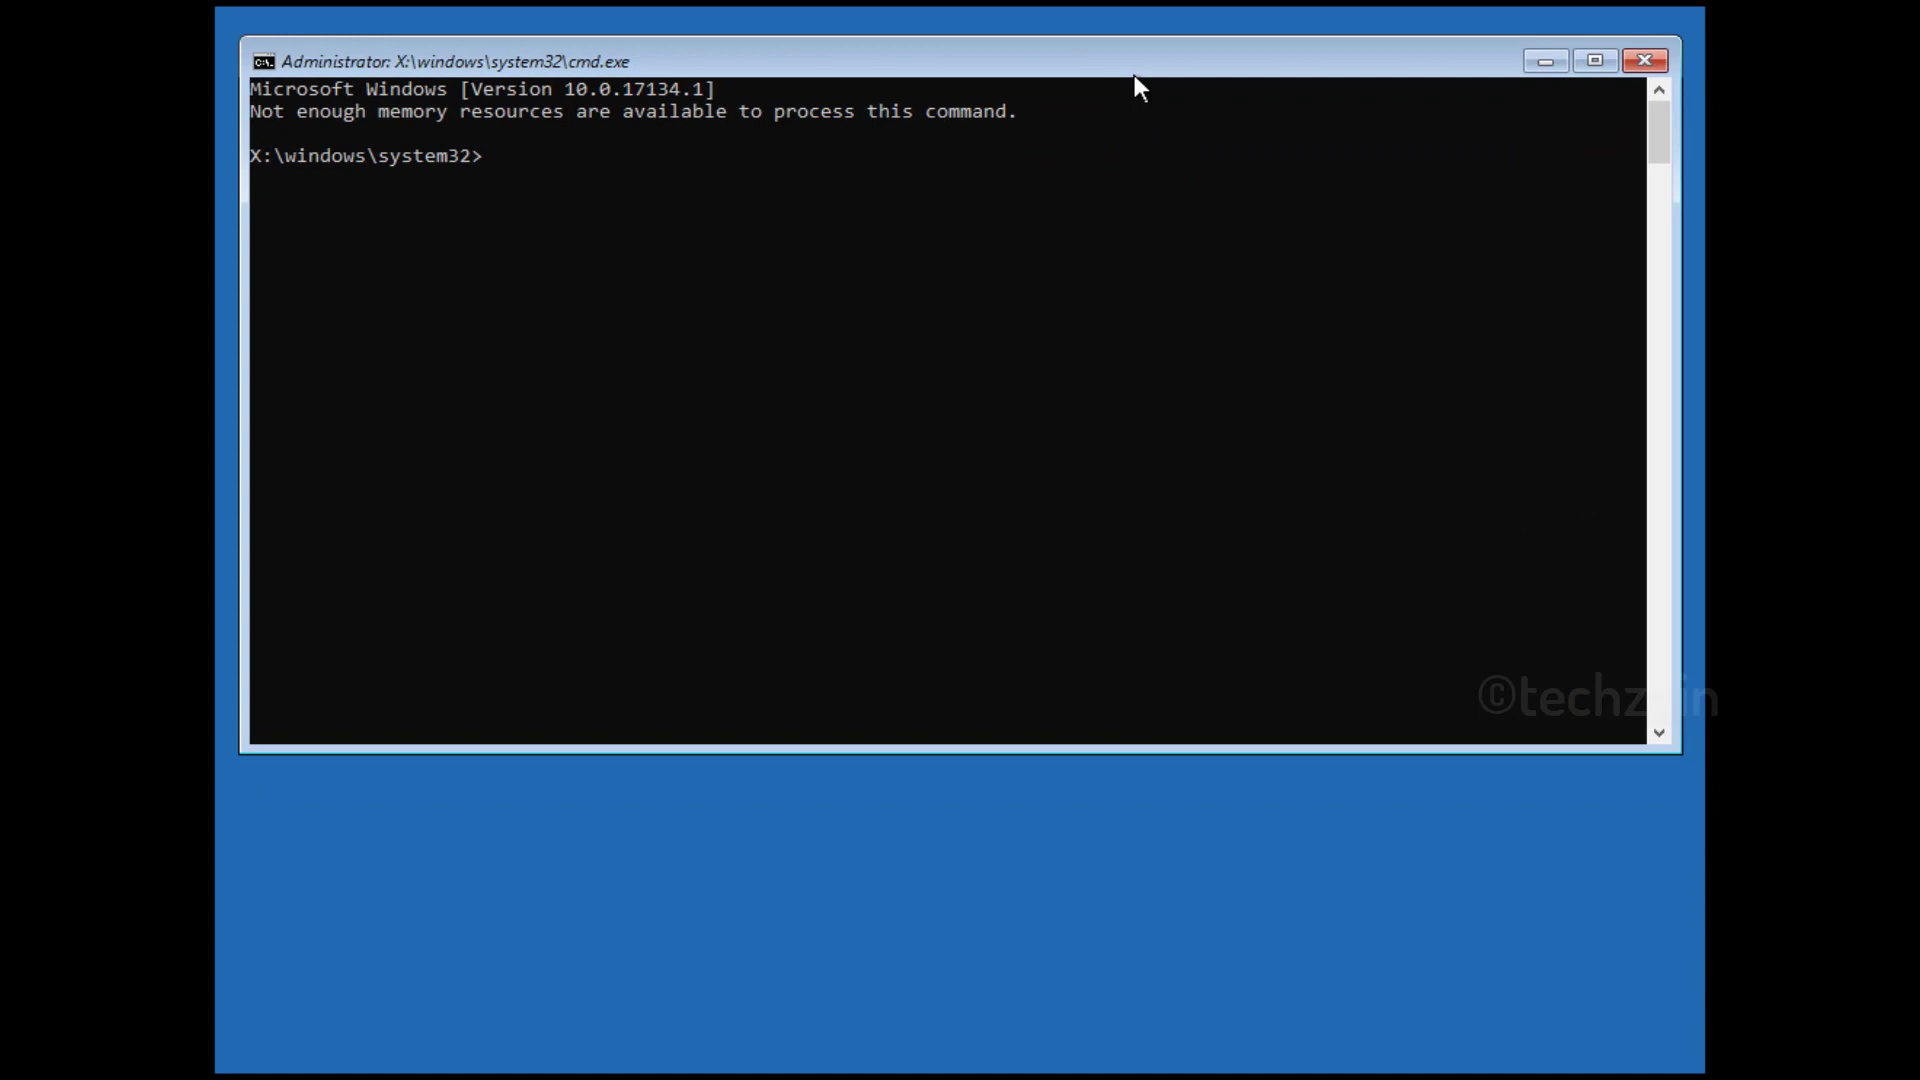 Administrator: X:\windows\system32\cmd.exe
Microsoft Windows [Version 10.0.17134.1]
Not enough memory resources are available to process this command.
X:\windows\system32>